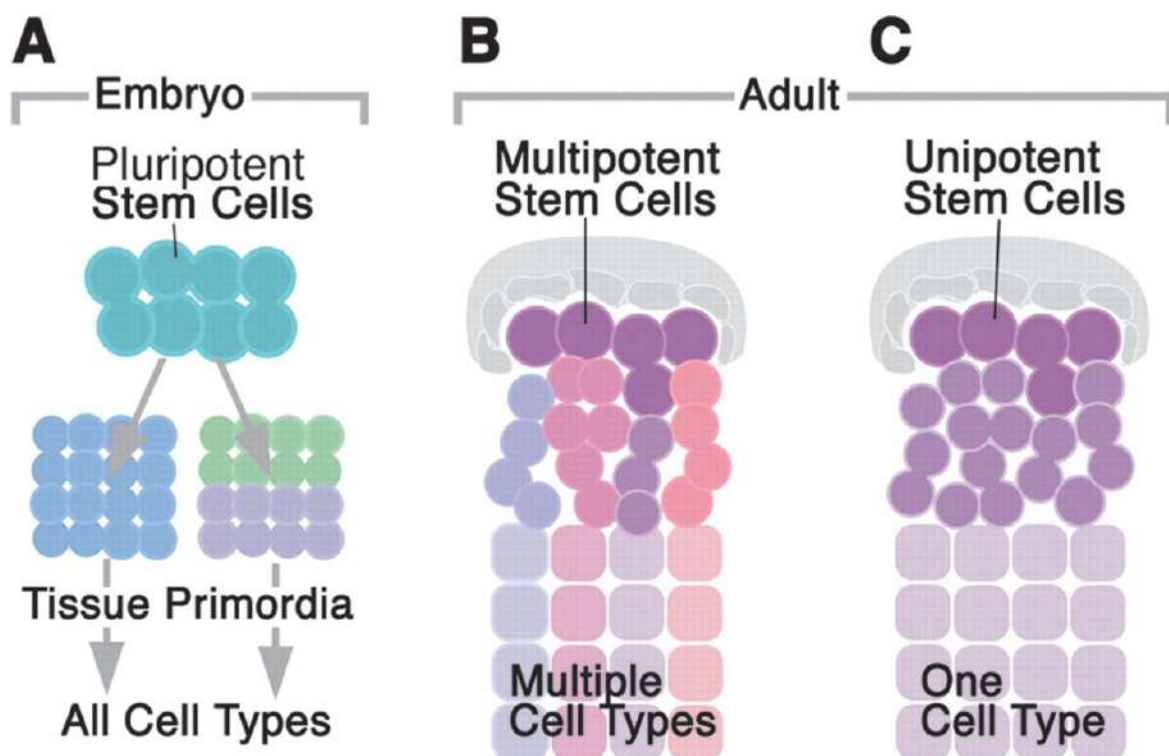 A
Embryo
Pluripotent
Stem Cells
Tissue Primordia
All Cell Types
B
C
Adult
Multipotent
Stem Cells
Multiple
Cell Types
Unipotent
Stem Cells
One
Cell Type